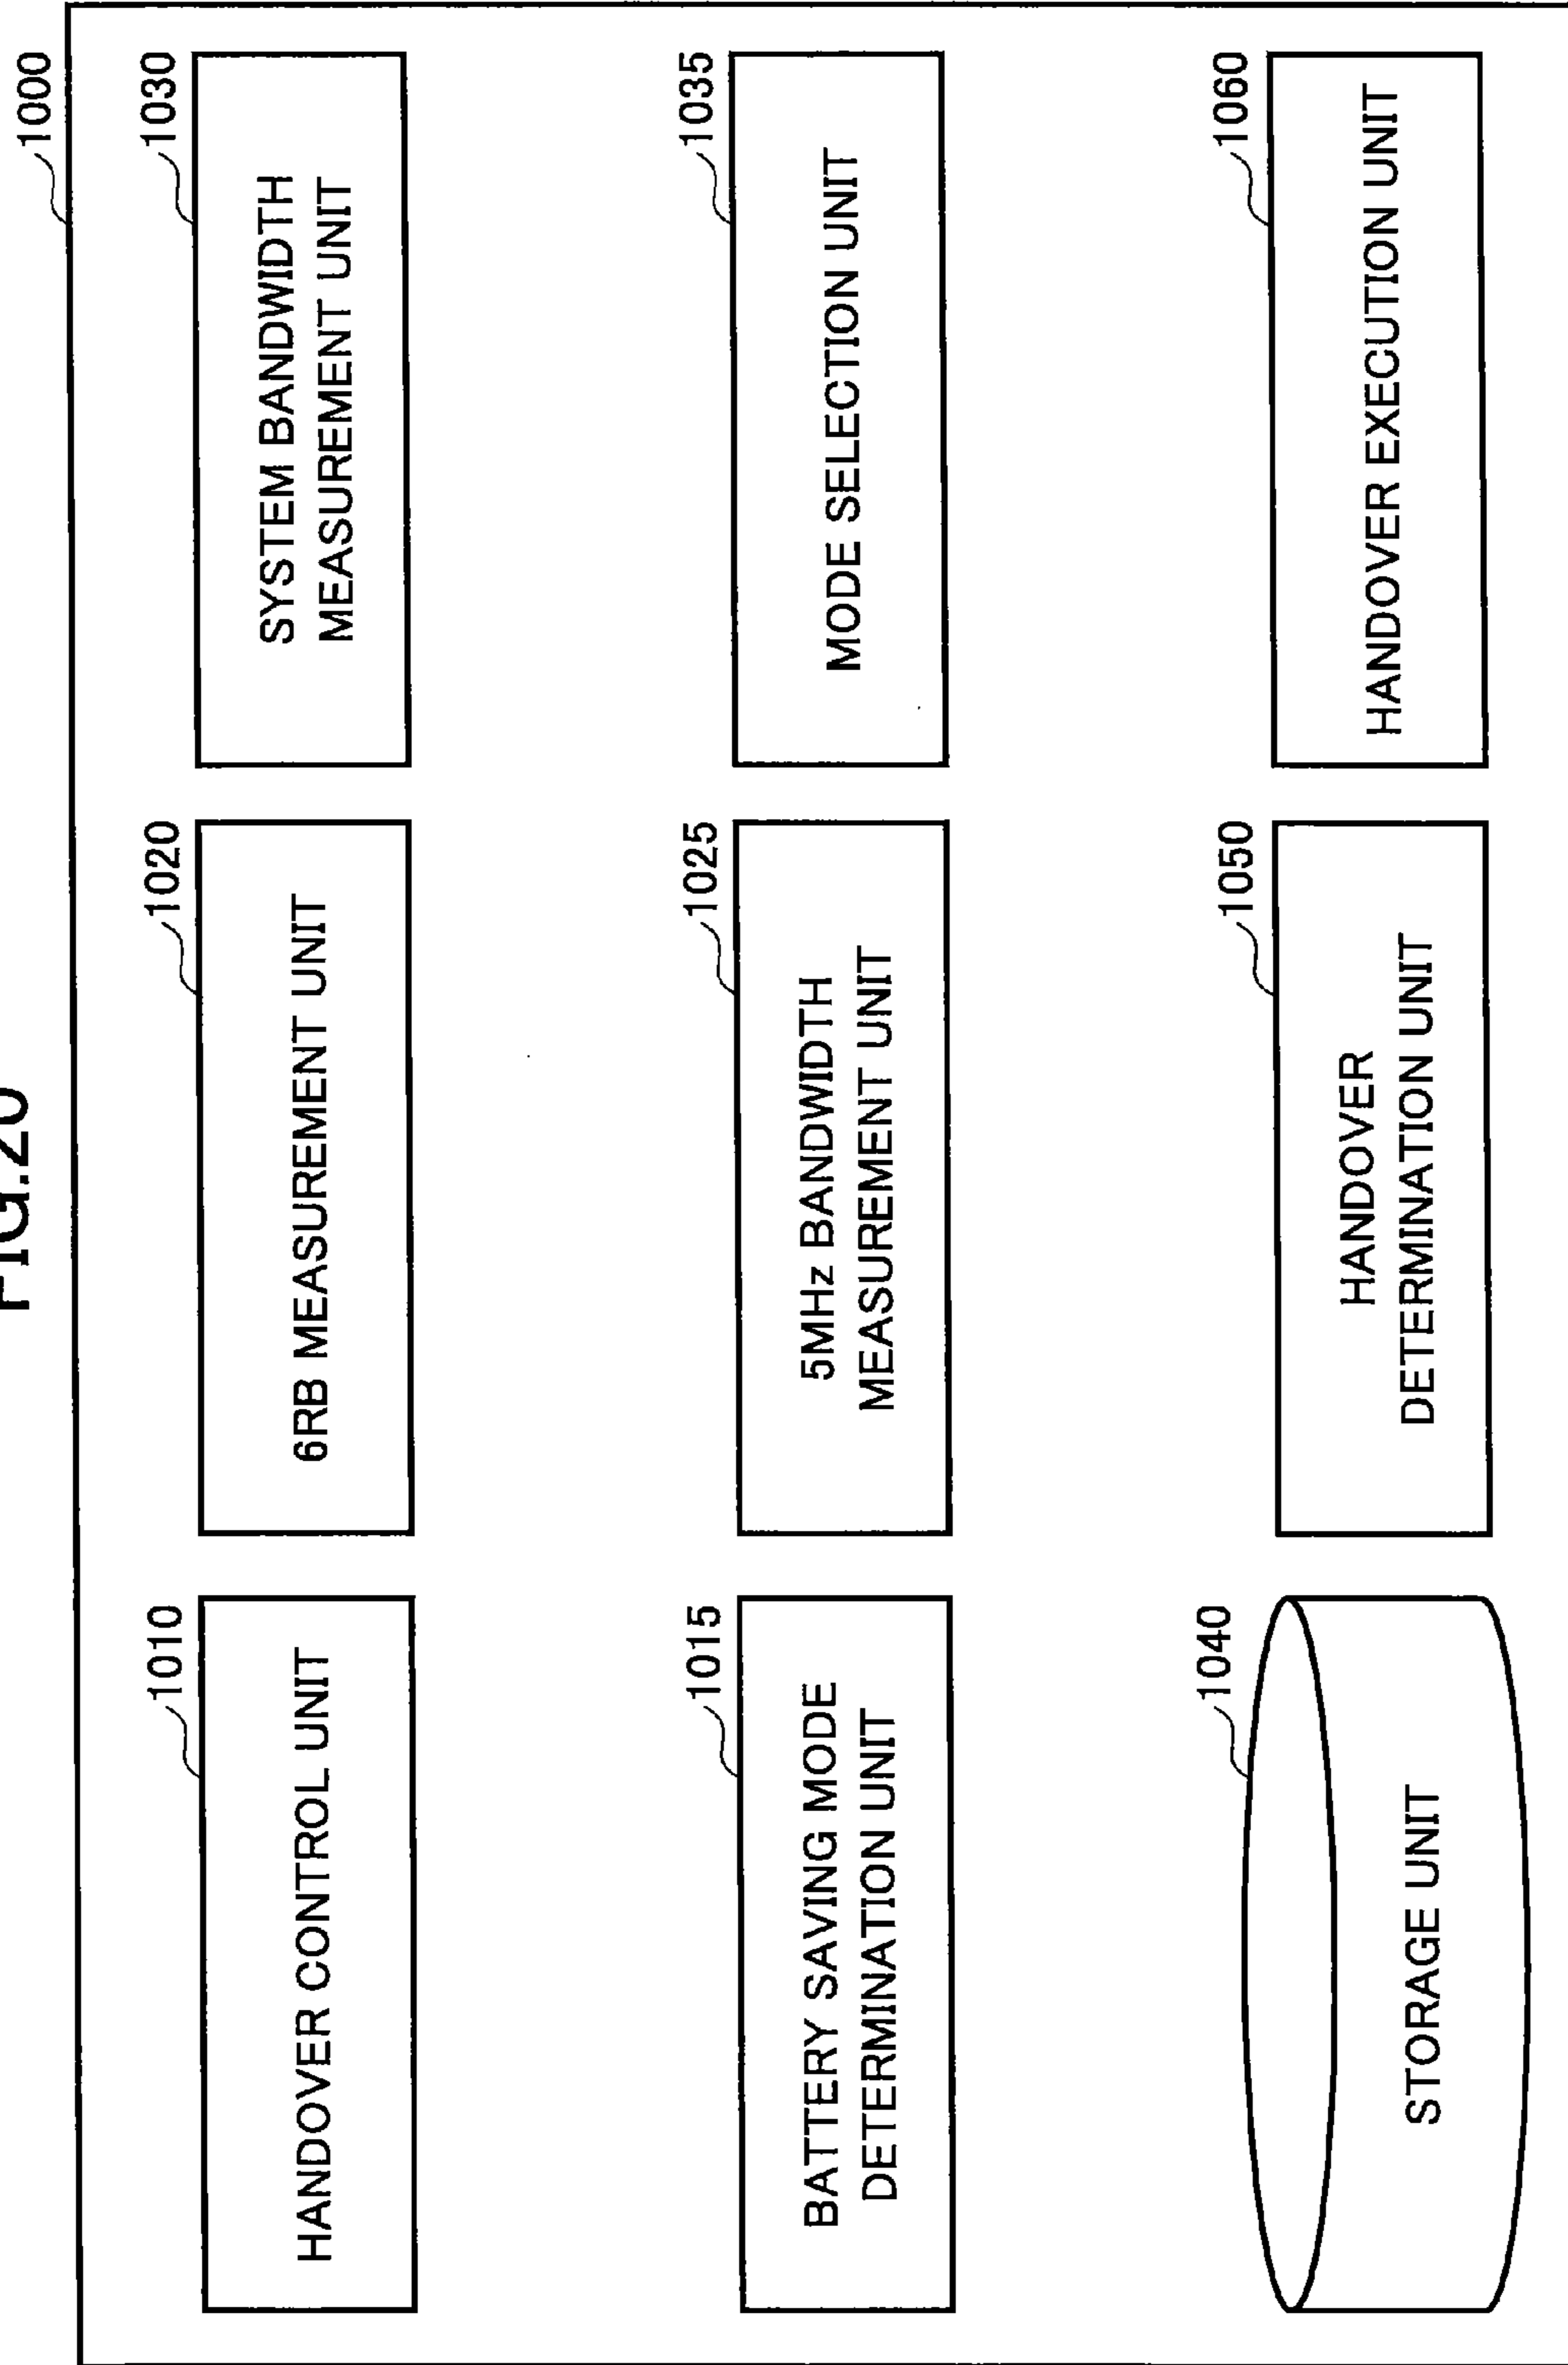 FIG.20
1000
1010
HANDOVER CONTROL UNIT
1020
6RB MEASUREMENT UNIT
1030
SYSTEM BANDWIDTH
MEASUREMENT UNIT
1015
BATTERY SAVING MODE
DETERMINATION UNIT
1025
5MHz BANDWIDTH
MEASUREMENT UNIT
1035
MODE SELECTION UNIT
1040
STORAGE UNIT
1050
HANDOVER
DETERMINATION UNIT
1060
HANDOVER EXECUTION UNIT